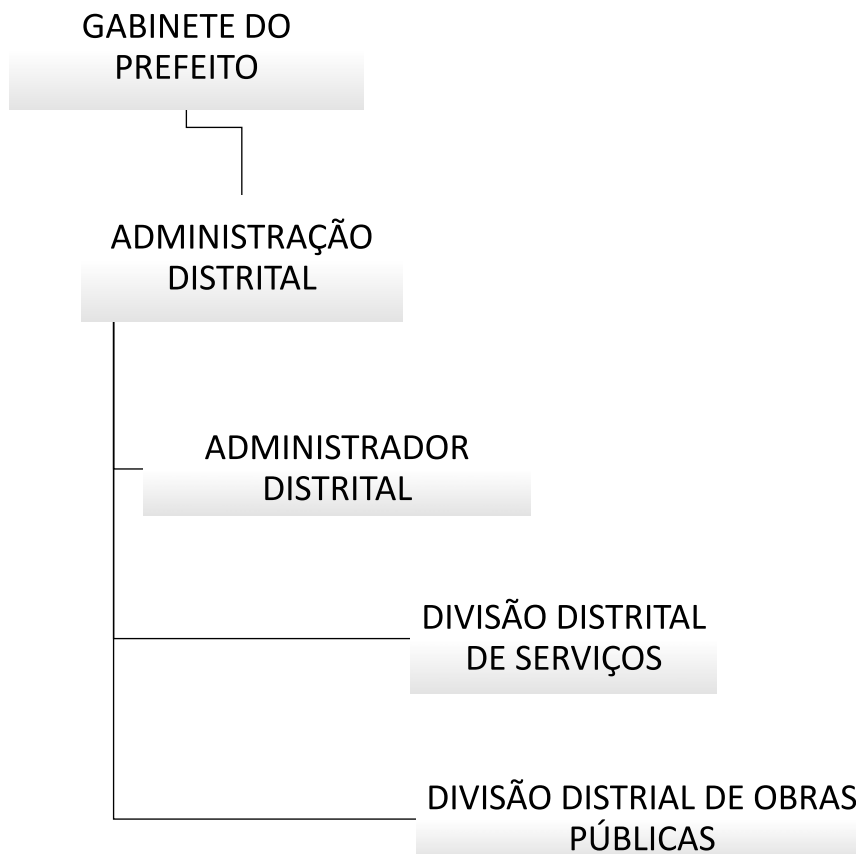 GABINETE DO
PREFEITO
ADMINISTRAÇÃO
DISTRITAL
ADMINISTRADOR
DISTRITAL
DIVISÃO DISTRITAL
DE SERVIÇOS
DIVISÃO DISTRIAL DE OBRAS
PÚBLICAS